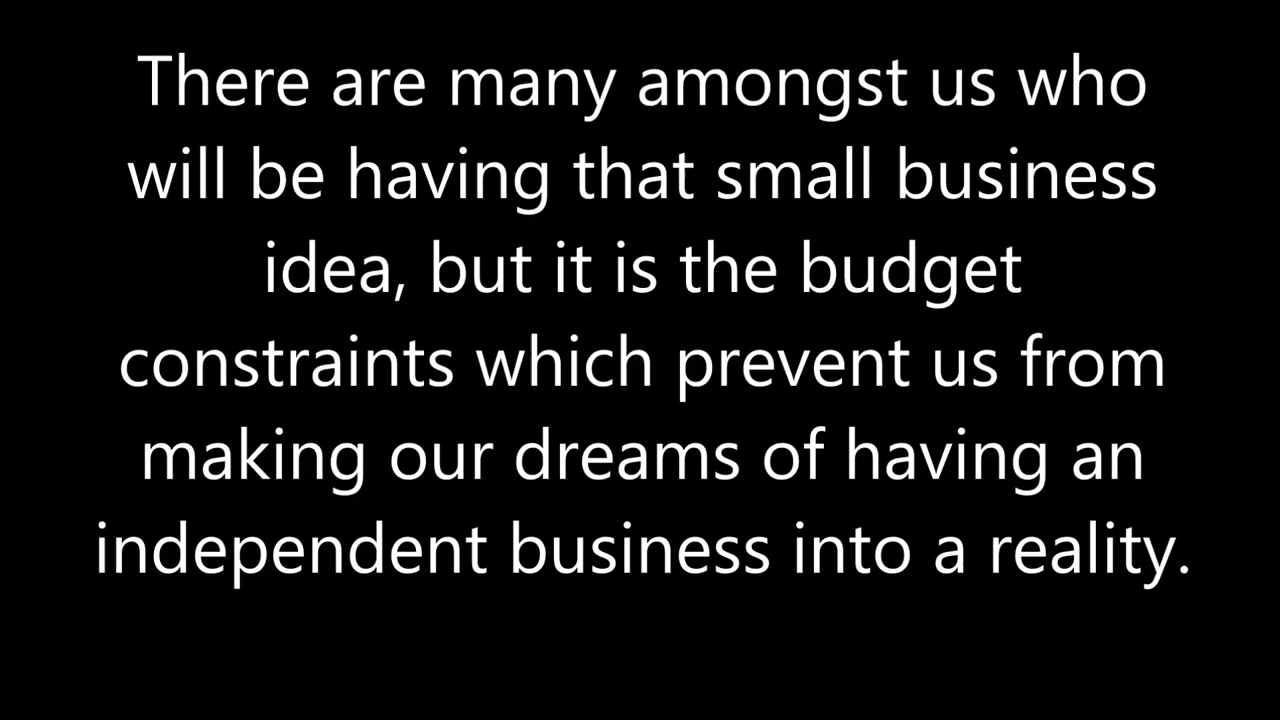 There are many amongst us who
will be having that small business
idea, but it is the budget
constraints which prevent us from
making our dreams of having an
independent business into a reality.